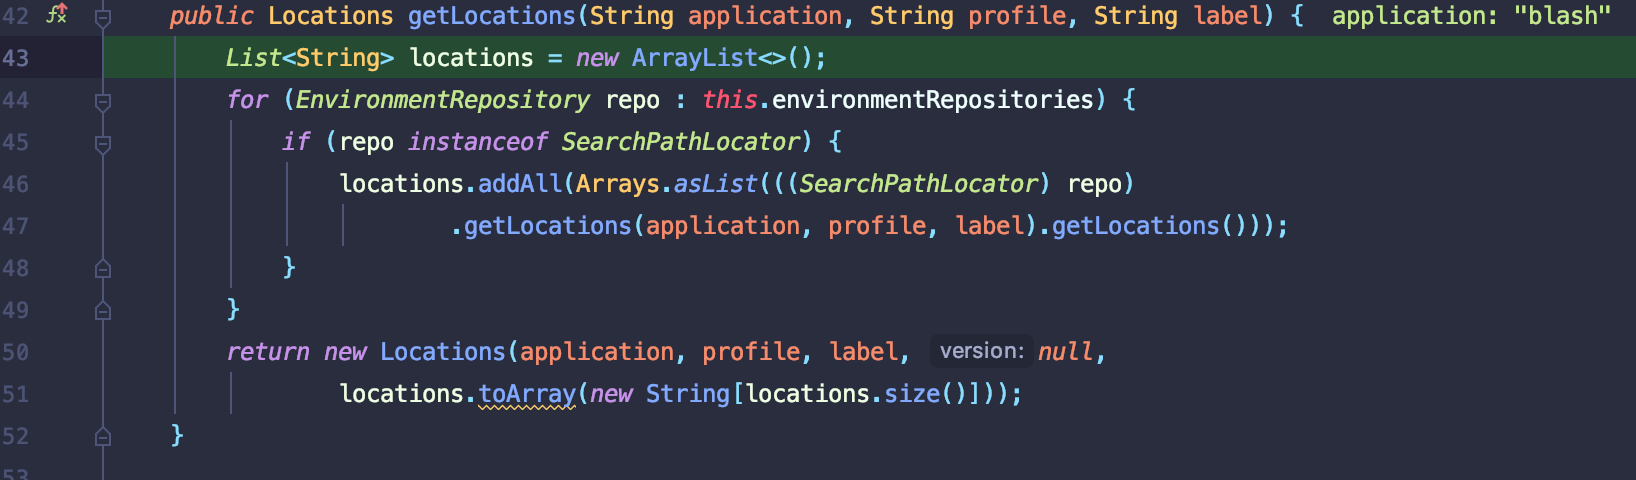 42 public Locations getLocations(String application, String profile, String label) { application: "blash"
43 List<String> locations = new ArrayList<>();
44 for (EnvironmentRepository repo : this.environmentRepositories) {
45 if (repo instanceof SearchPathLocator) {
46 locations.addAll(Arrays.asList(((SearchPathLocator) repo)
47 .getLocations(application, profile, label).getLocations()));
48 }
49 }
50 return new Locations(application, profile, label, version: null,
51 locations.toArray(new String[locations.size()]));
52 }
53